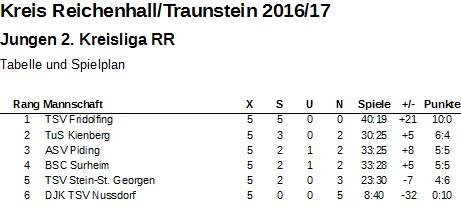 Kreis Reichenhall/Traunstein 2016/17
Jungen 2. Kreisliga RR
Tabelle und Spielplan
Rang Mannschaft X S U N Spiele +/- Punkte
1 TSV Fridolfing 5 5 0 0 40:19 +21 10:0
2 TuS Kienberg 5 3 0 2 30:25 +5 6:4
3 ASV Piding 5 2 1 2 33:25 +8 5:5
4 BSC Surheim 5 2 1 2 33:28 +5 5:5
5 TSV Stein-St. Georgen 5 2 0 3 23:30 -7 4:6
6 DJK TSV Nussdorf 5 0 0 5 8:40 -32 0:10